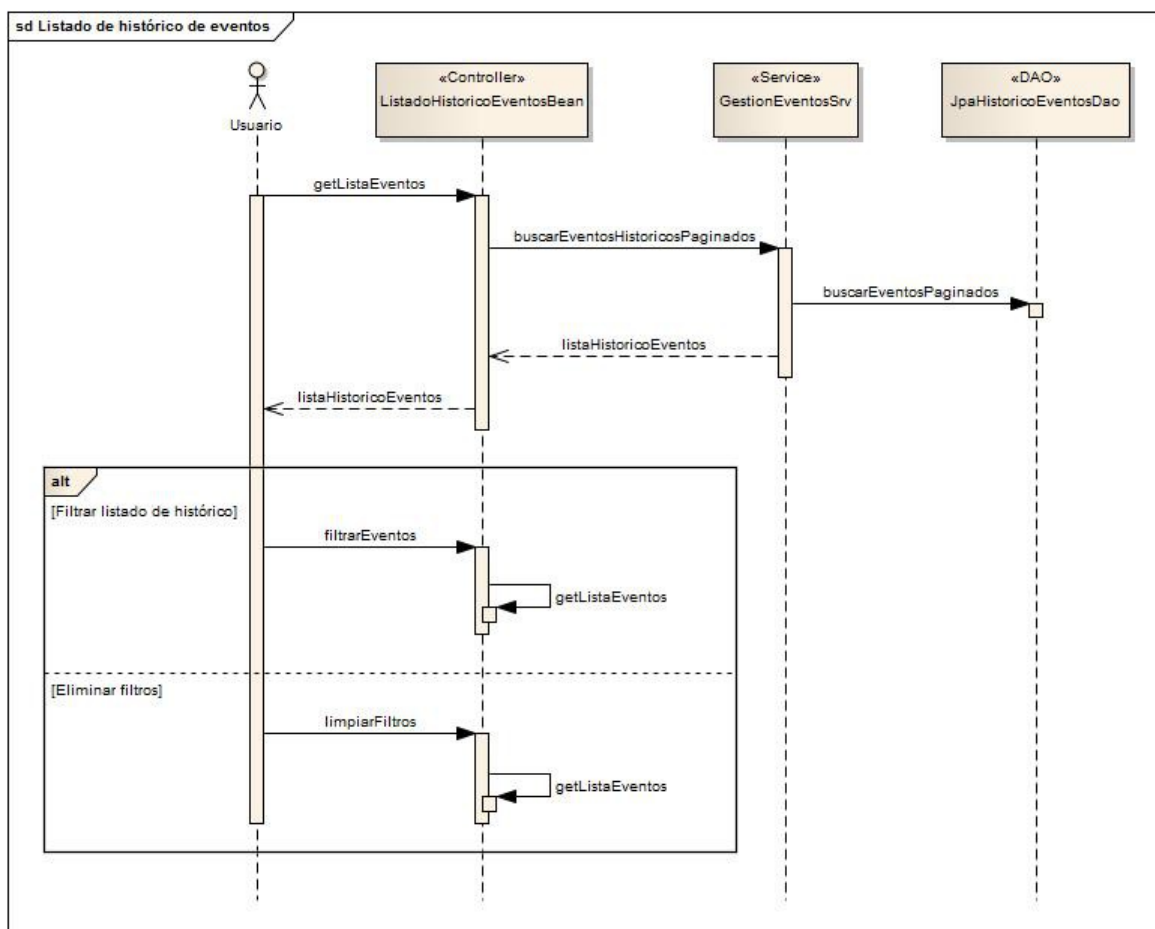 sd Listado de histórico de eventos
«Controller»
ListadoHistoricoEventosBean
«Service»
GestionEventosSrv
«DAO»
JpaHistoricoEventosDao
Usuario
getListaEventos
buscarEventosHistoricosPaginados
buscarEventosPaginados
listaHistoricoEventos
listaHistoricoEventos
alt
[Filtrar listado de histórico]
filtrarEventos
getListaEventos
[Eliminar filtros]
limpiarFiltros
getListaEventos